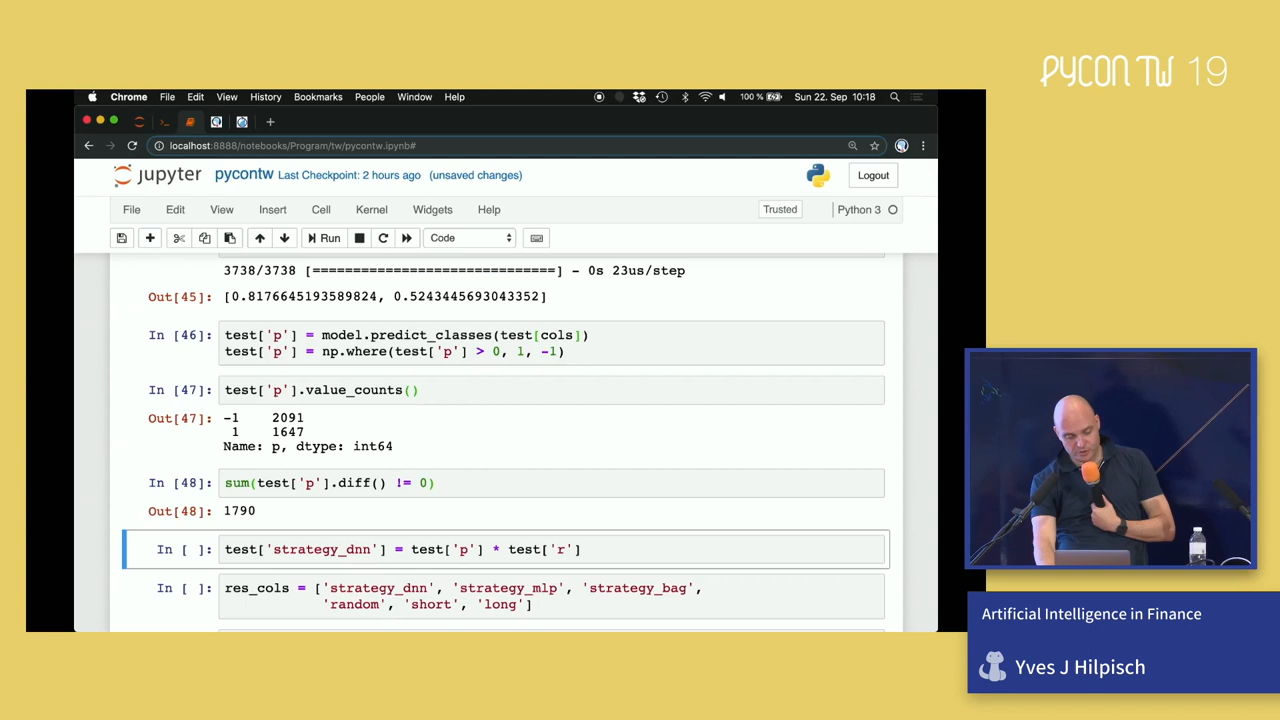 PYCON TW 19
Chrome File Edit View History Bookmarks People Window Help 100 % Sun 22. Sep 10:18
localhost:8888/notebooks/Program/tw/pycontw.ipynb#
jupyter pycontw Last Checkpoint: 2 hours ago (unsaved changes) Logout
File Edit View Insert Cell Kernel Widgets Help Trusted Python 3
Run Code
3738/3738 [==============================] - 0s 23us/step
Out[45]: [0.8176645193589824, 0.5243445693043352]
In [46]: test['p'] = model.predict_classes(test[cols])
test['p'] = np.where(test['p'] > 0, 1, -1)
In [47]: test['p'].value_counts()
Out[47]: -1 2091
1 1647
Name: p, dtype: int64
In [48]: sum(test['p'].diff() != 0)
Out[48]: 1790
In [ ]: test['strategy_dnn'] = test['p'] * test['r']
In [ ]: res_cols = ['strategy_dnn', 'strategy_mlp', 'strategy_bag',
'random', 'short', 'long']
Artificial Intelligence in Finance
Yves J Hilpisch